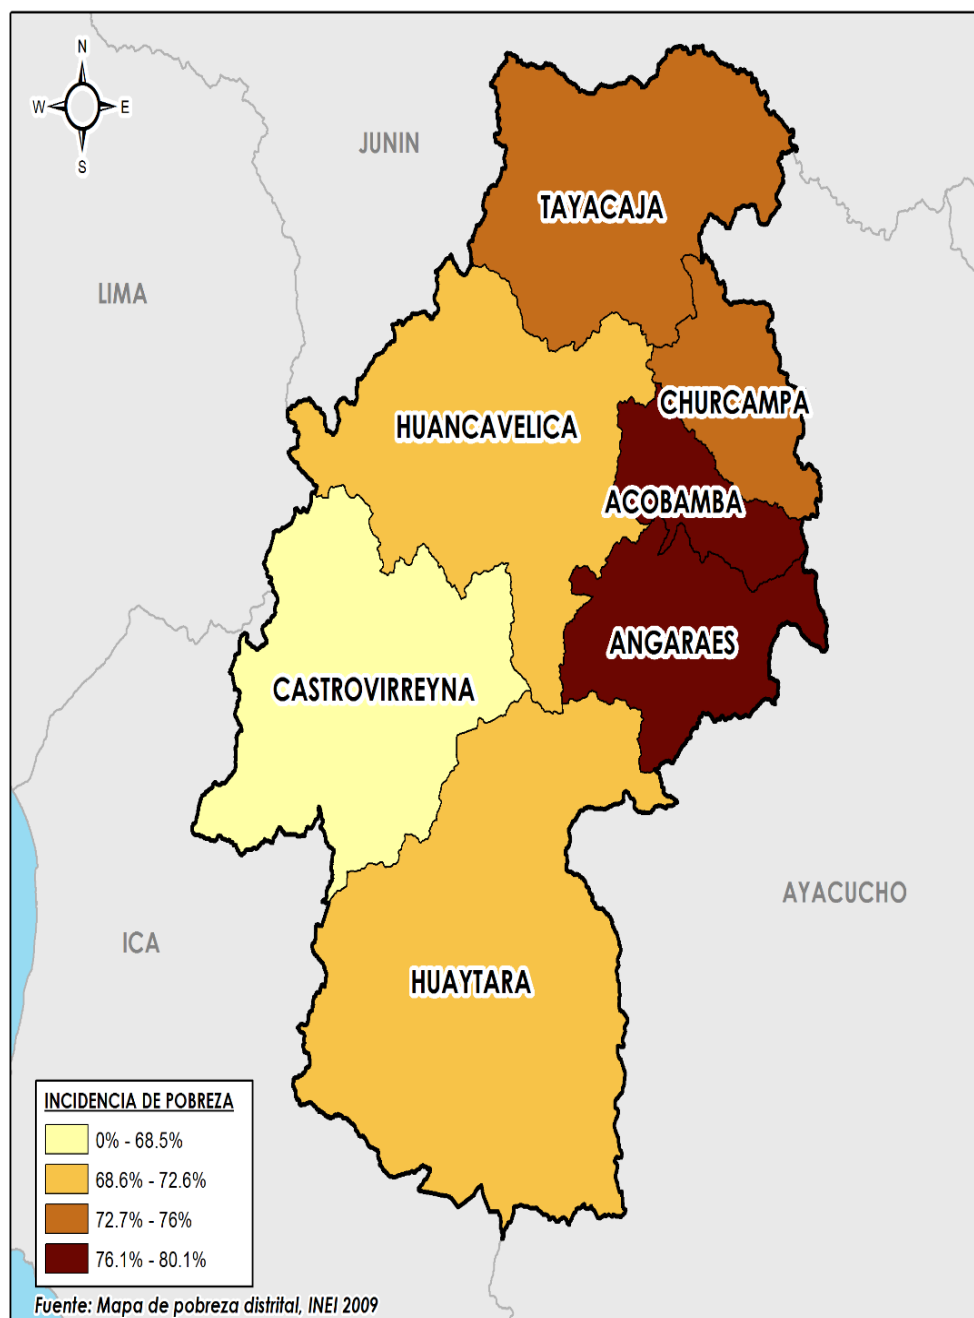 N
W
E
S
JUNIN
TAYACAJA
LIMA
CHURCAMPA
HUANCAVELICA
ACOBAMBA
ANGARAES
CASTROVIRREYNA
AYACUCHO
ICA
HUAYTARA
INCIDENCIA DE POBREZA
0% - 68.5%
68.6% - 72.6%
72.7% - 76%
76.1% - 80.1%
Fuente: Mapa de pobreza distrital, INEI 2009